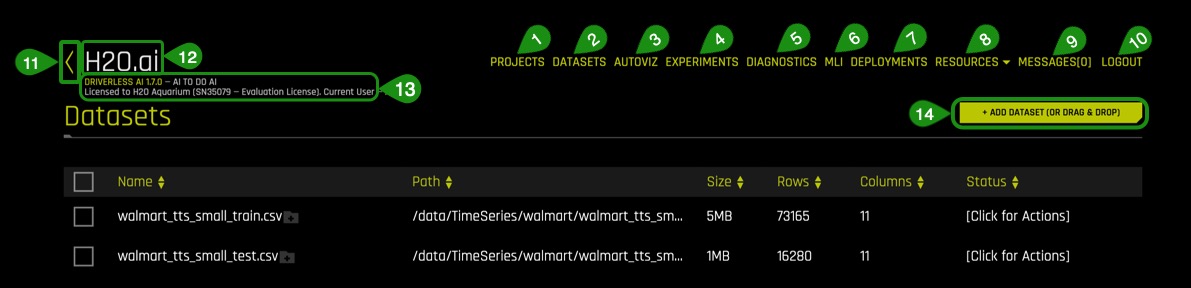 1 2 3 4 5 6 7 8 9 10
PROJECTS DATASETS AUTOVIZ EXPERIMENTS DIAGNOSTICS MLI DEPLOYMENTS RESOURCES MESSAGES[0] LOGOUT
11 H2O.ai 12
DRIVERLESS AI 1.7.0 – AI TO DO AI
Licensed to H2O Aquarium (SN35079 – Evaluation License). Current User
13
Datasets
14 + ADD DATASET (OR DRAG & DROP)
Name Path Size Rows Columns Status
walmart_tts_small_train.csv /data/TimeSeries/walmart/walmart_tts_sm... 5MB 73165 11 [Click for Actions]
walmart_tts_small_test.csv /data/TimeSeries/walmart/walmart_tts_sm... 1MB 16280 11 [Click for Actions]